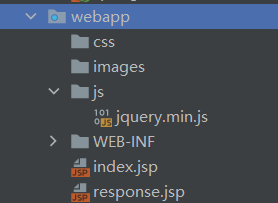 webapp
css
images
js
jquery.min.js
WEB-INF
index.jsp
response.jsp